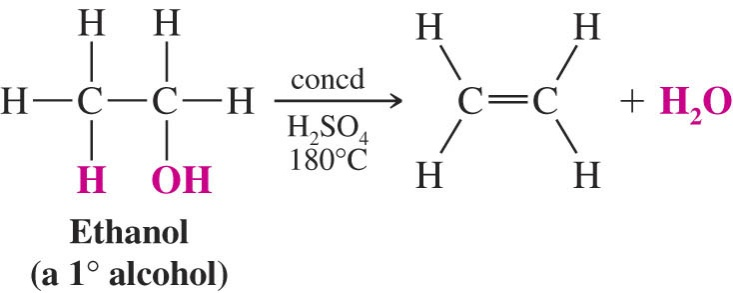 H H H H
H—C—C—H concd C=C + H₂O
H₂SO₄
H OH 180°C H H
Ethanol
(a 1° alcohol)